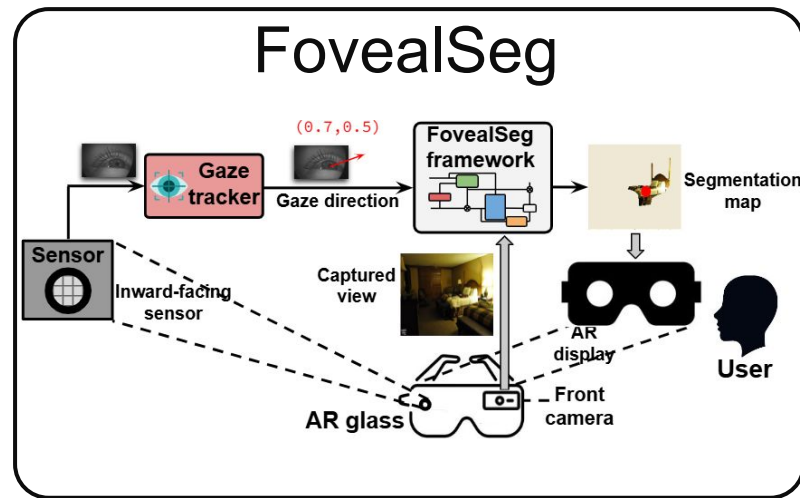 FovealSeg
(0.7,0.5)
Gaze
tracker
Gaze direction
FovealSeg
framework
Segmentation
map
Sensor
Inward-facing
sensor
Captured
view
AR
display
User
AR glass
Front
camera